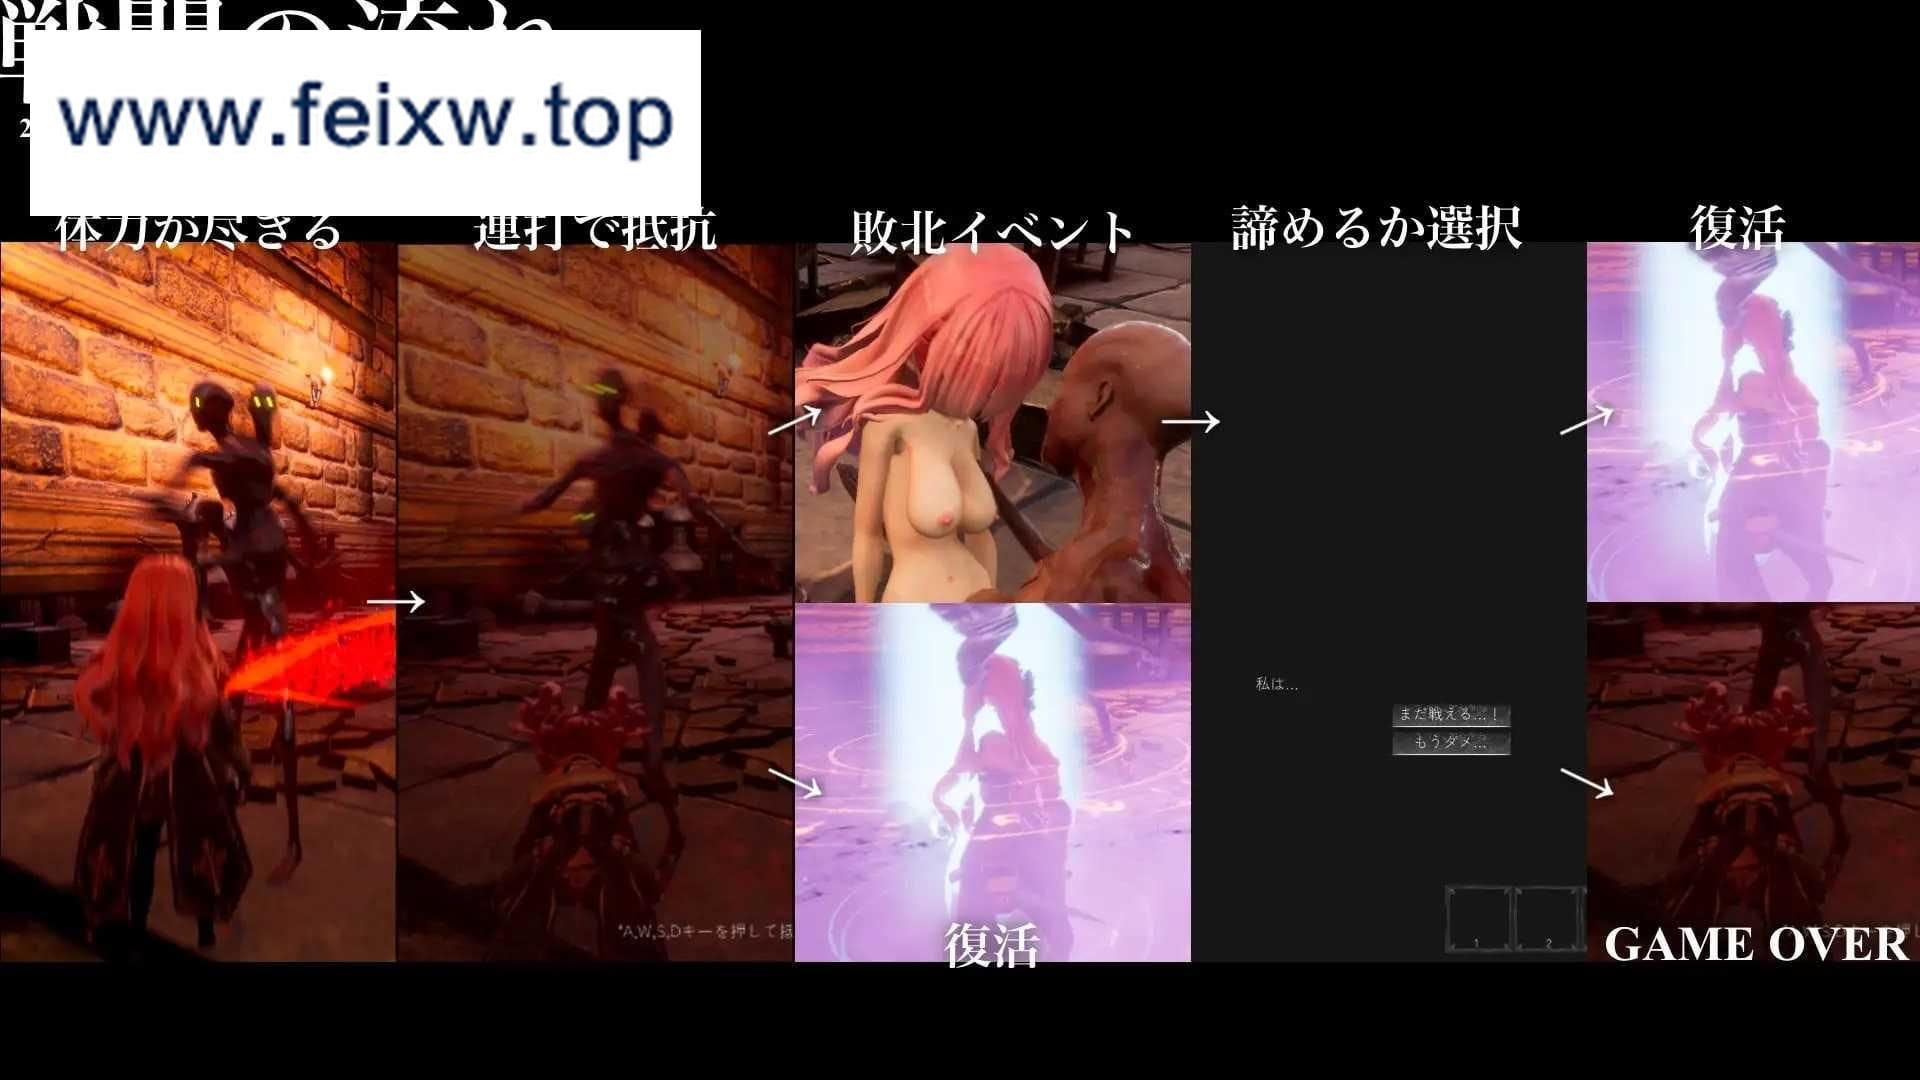 戦闘の流れ
www.feixw.top
体力が尽きる
連打で抵抗
敗北イベント
諦めるか選択
復活
私は...
まだ戦える...！
もうダメ...
*A,W,S,Dキーを押して抵
1
2
復活
GAME OVER